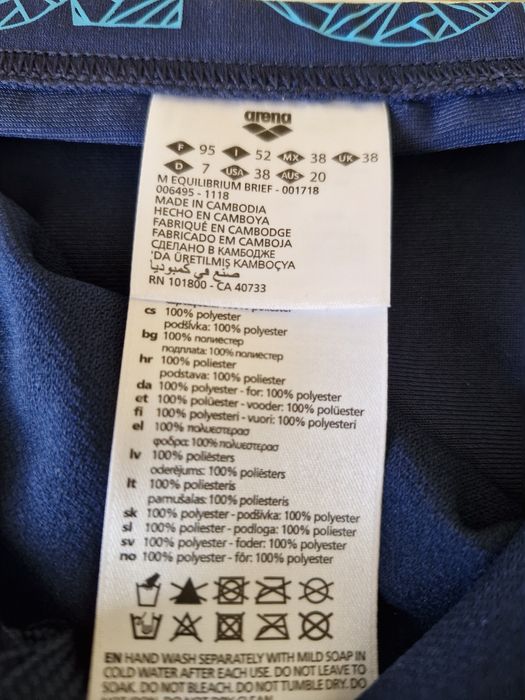 arena
F 95 I 52 MX 38 UK 38
D 7 USA 38 AUS 20
M EQUILIBRIUM BRIEF - 001718
006495 - 1118
MADE IN CAMBODIA
HECHO EN CAMBOYA
FABRIQUÉ EN CAMBODGE
FABRICADO EM CAMBOJA
СДЕЛАНО В КАМБОДЖЕ
'DA ÜRETILMIŞ KAMBOÇYA
صنع في كمبوديا
RN 101800 - CA 40733
cs 100% polyester
podšívka: 100% polyester
bg 100% полиестер
подплата: 100% полиестер
hr 100% poliester
podstava: 100% poliester
da 100% polyester - for: 100% polyester
et 100% polüester - vooder: 100% polüester
fi 100% polyesteri - vuori: 100% polyesteri
el 100% πολυεστερας
φοδρα: 100% πολυεστερας
lv 100% poliësters
oderējums: 100% poliësters
lt 100% poliesteris
pamušalas: 100% poliesteris
sk 100% polyester - podšívka: 100% polyester
sl 100% poliester - podloga: 100% poliester
sv 100% polyester - foder: 100% polyester
no 100% polyester - fôr: 100% polyester
EN HAND WASH SEPARATELY WITH MILD SOAP IN
COLD WATER AFTER EACH USE. DO NOT LEAVE TO
SOAK. DO NOT BLEACH. DO NOT TUMBLE DRY. DO